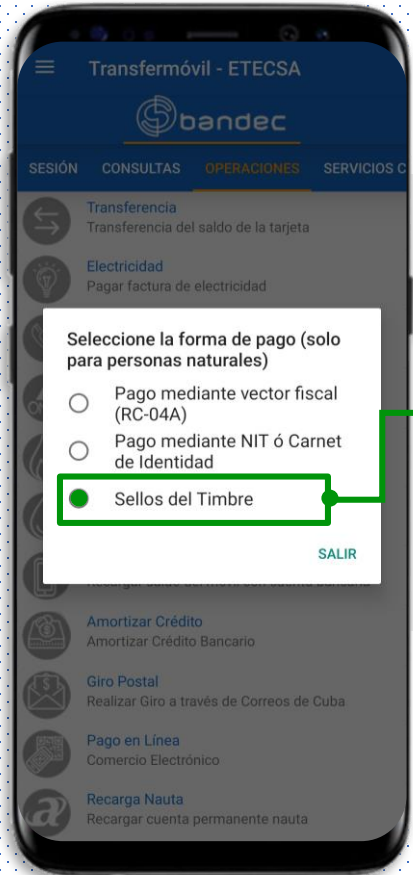 Transfermóvil - ETECSA
bandec
SESIÓN CONSULTAS OPERACIONES SERVICIOS C
Transferencia
Transferencia del saldo de la tarjeta
Electricidad
Pagar factura de electricidad
Seleccione la forma de pago (solo
para personas naturales)
Pago mediante vector fiscal
(RC-04A)
Pago mediante NIT ó Carnet
de Identidad
Sellos del Timbre
SALIR
Amortizar Crédito
Amortizar Crédito Bancario
Giro Postal
Realizar Giro a través de Correos de Cuba
Pago en Línea
Comercio Electrónico
Recarga Nauta
Recargar cuenta permanente nauta